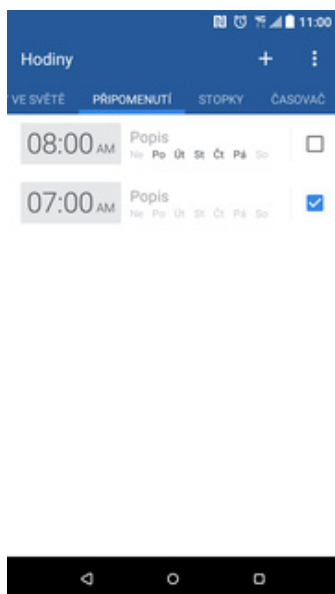 11:00
Hodiny
VE SVĚTĚ PŘIPOMENUTÍ STOPKY ČASOVAČ
08:00 AM
Popis
Ne Po Út St Čt Pá So
07:00 AM
Popis
Ne Po Út St Čt Pá So